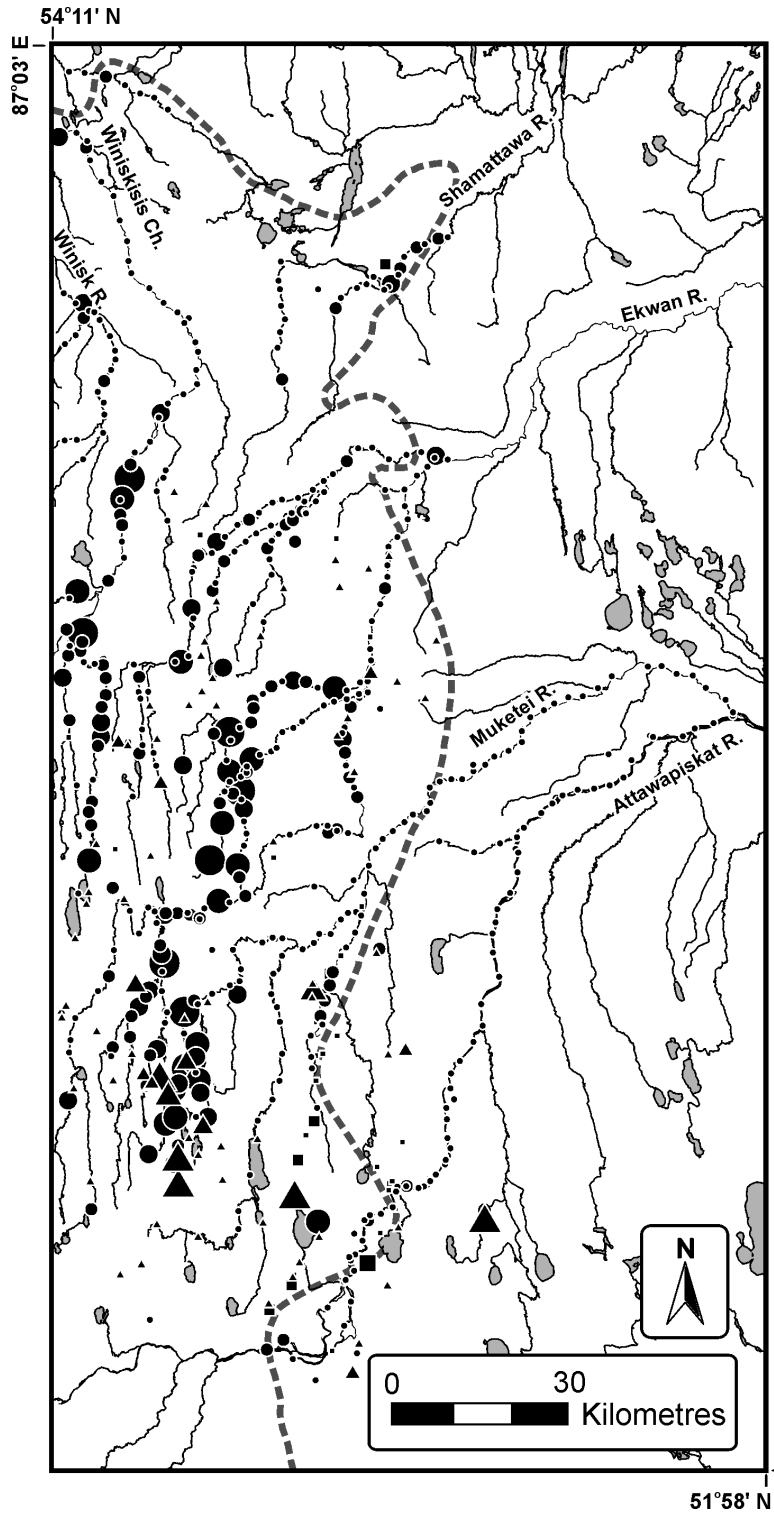 54°11' N
87°03' E
Winiskisis Ch.
Shamattawa R.
Winisk R.
Ekwan R.
Muketei R.
Attawapiskat R.
N
0 30
Kilometres
51°58' N